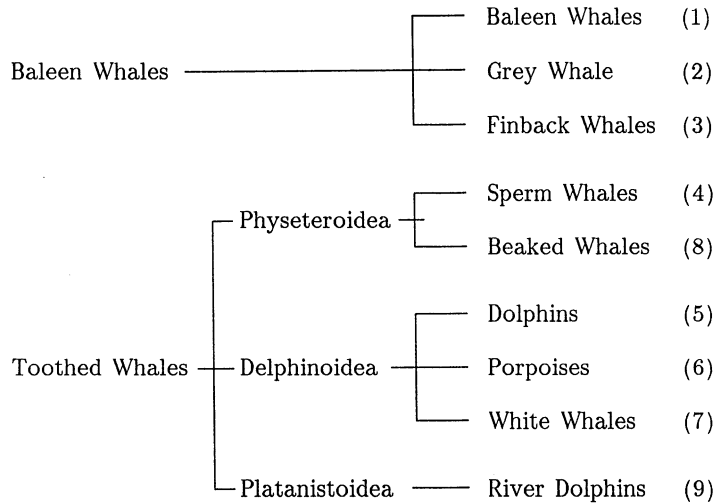 Baleen Whales (1)
Baleen Whales Grey Whale (2)
Finback Whales (3)
Sperm Whales (4)
Physeteroidea
Beaked Whales (8)
Dolphins (5)
Toothed Whales Delphinoidea Porpoises (6)
White Whales (7)
Platanistoidea River Dolphins (9)